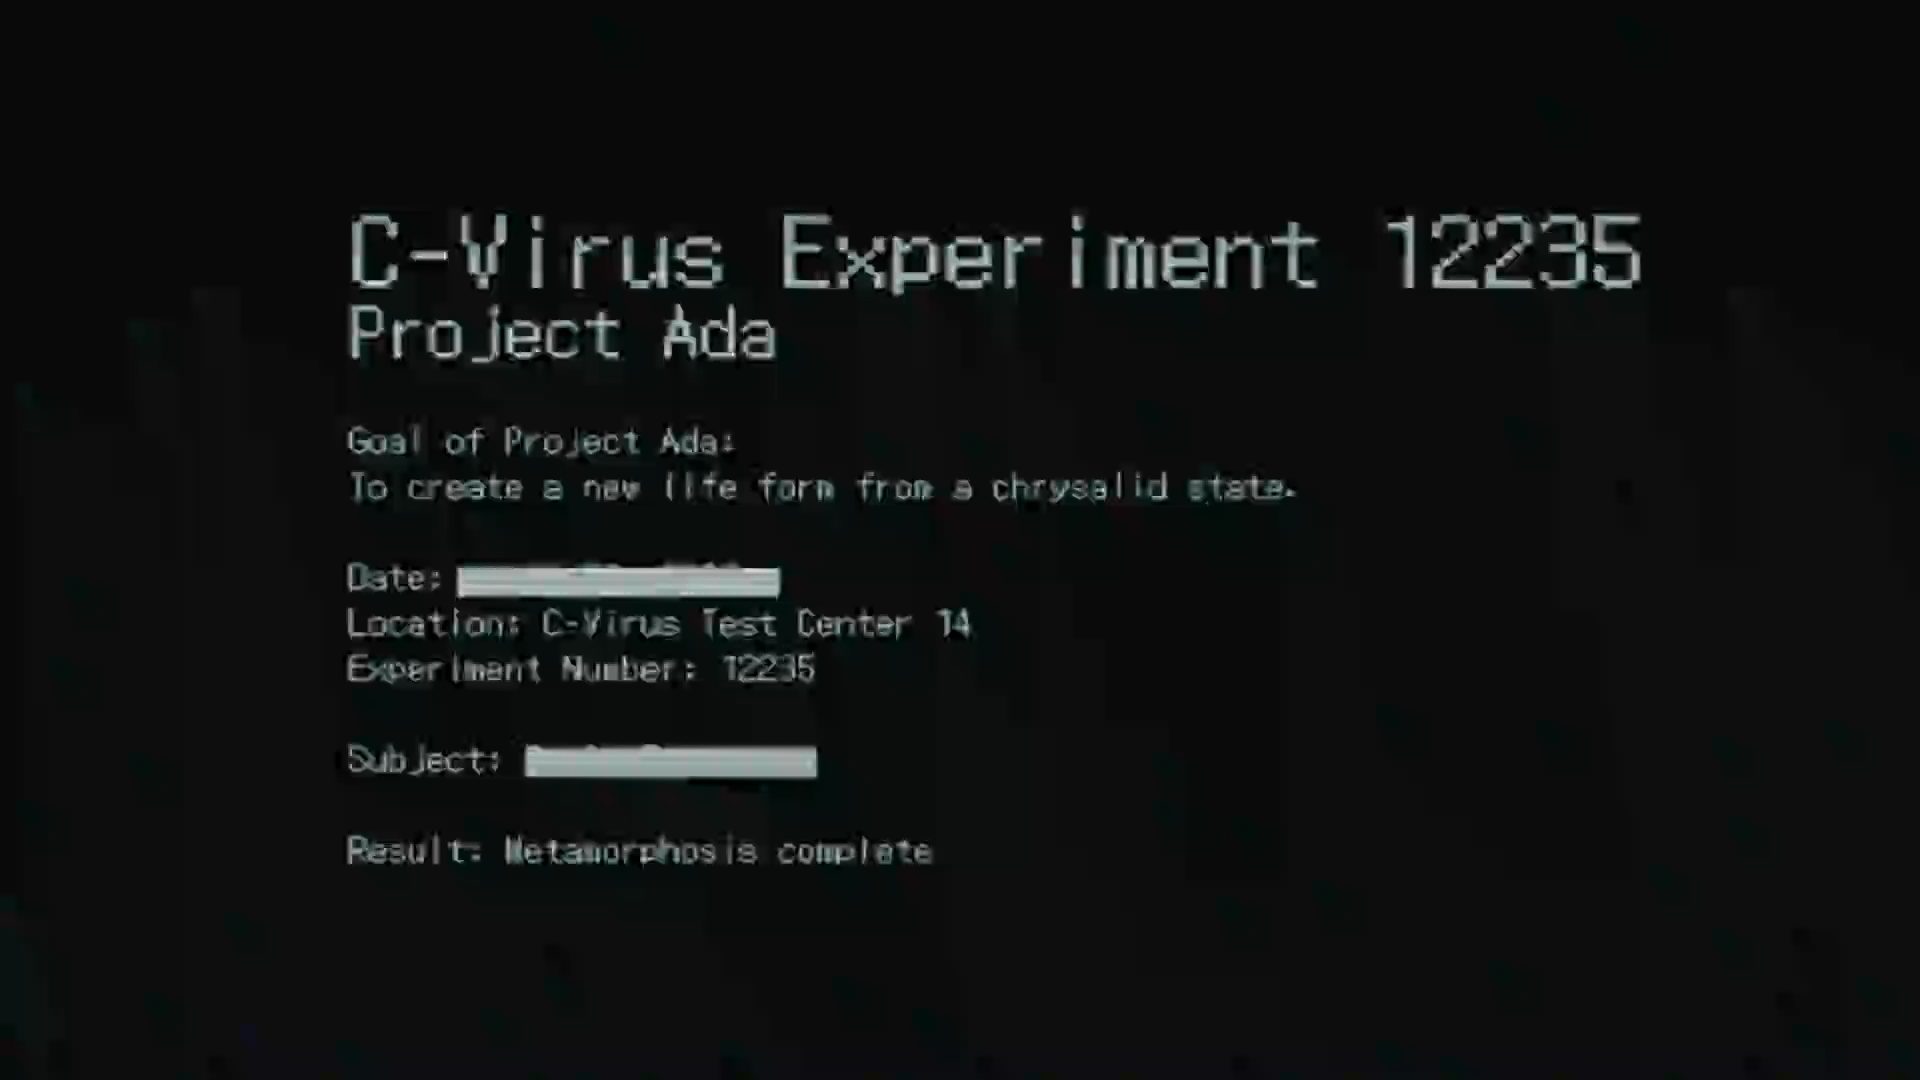 C-Virus Experiment 12235
Project Ada
Goal of Project Ada:
To create a new life form from a chrysalid state.
Date:
Location: C-Virus Test Center 14
Experiment Number: 12235
Subject:
Result: Metamorphosis complete